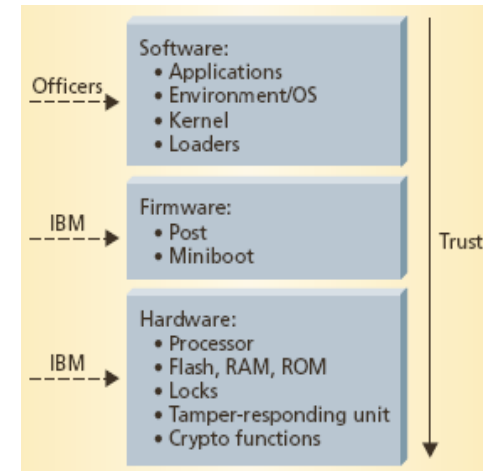 Officers
Software:
• Applications
• Environment/OS
• Kernel
• Loaders
IBM
Firmware:
• Post
• Miniboot
Trust
IBM
Hardware:
• Processor
• Flash, RAM, ROM
• Locks
• Tamper-responding unit
• Crypto functions